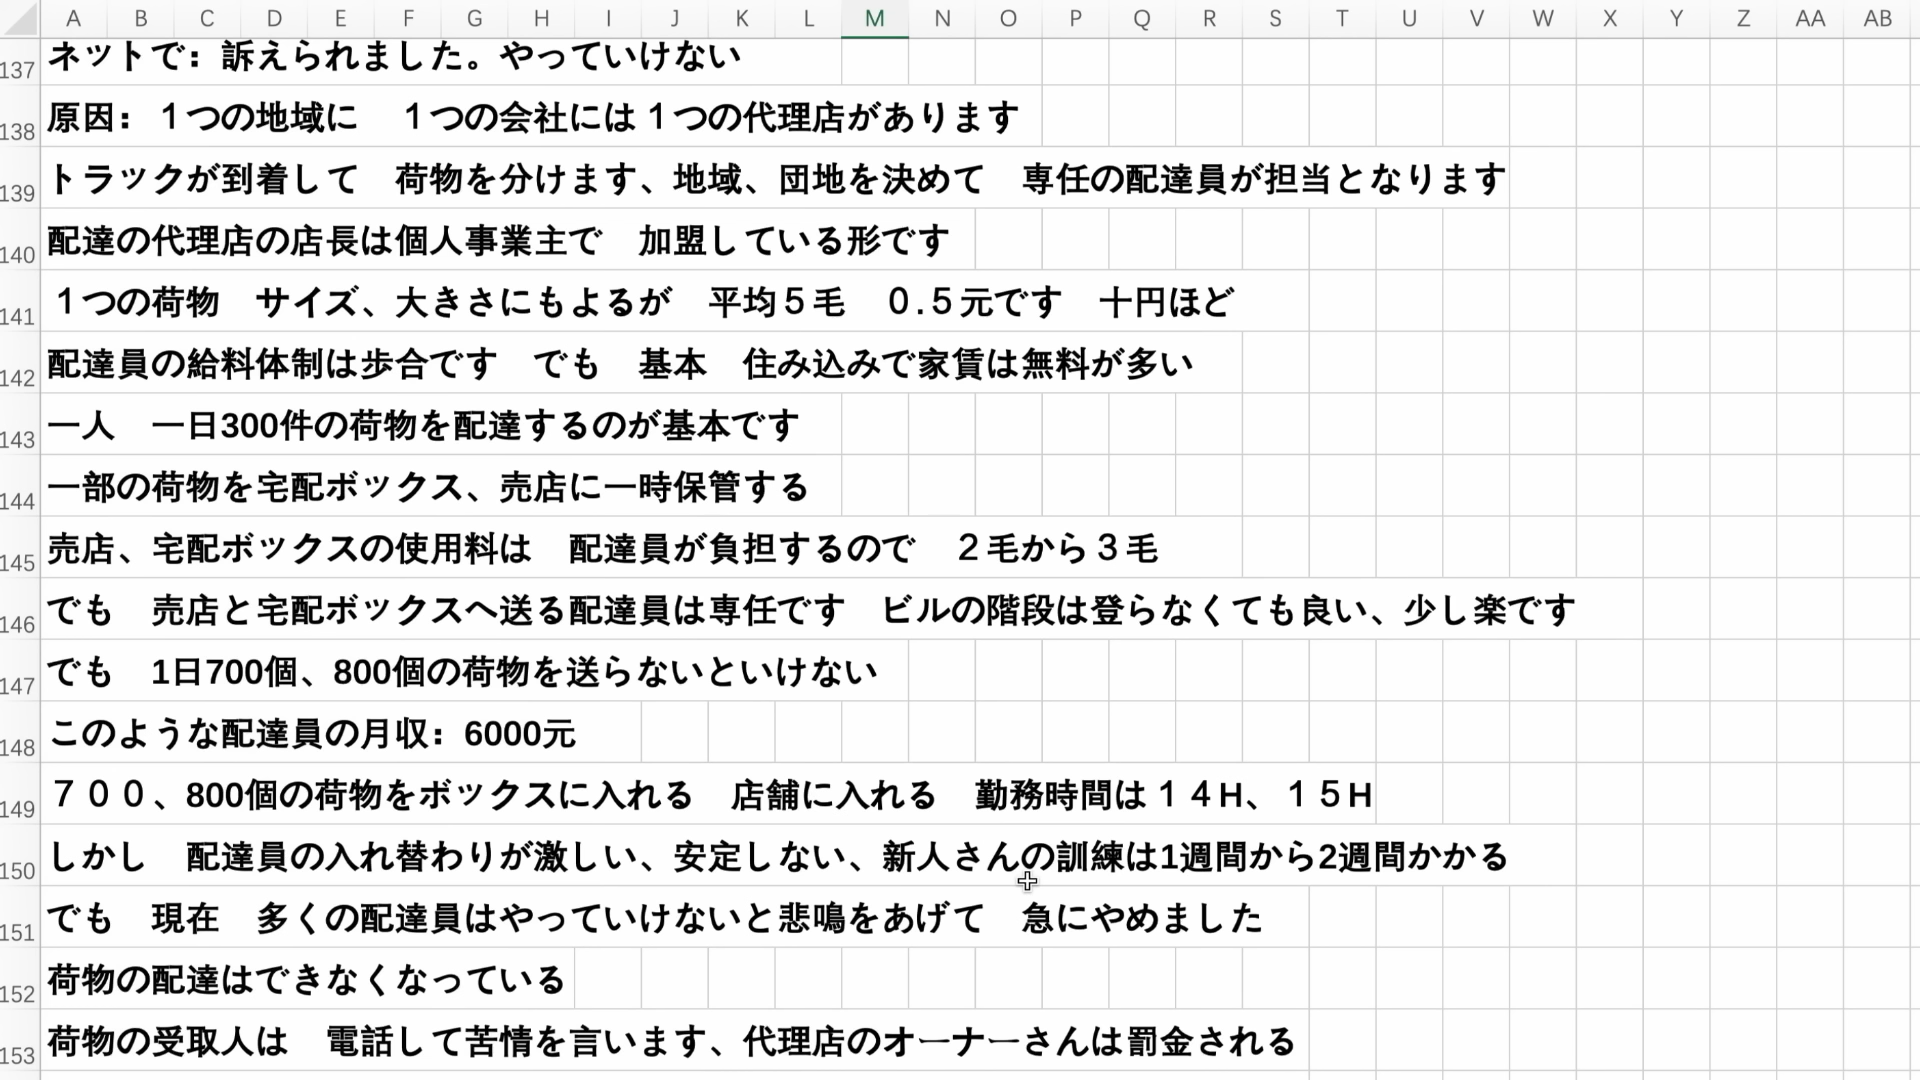 A B C D E F G H I J K L M N O P Q R S T U V W X Y Z AA AB
137 ネットで：訴えられました。やっていけない
138 原因：１つの地域に　１つの会社には１つの代理店があります
139 トラックが到着して　荷物を分けます、地域、団地を決めて　専任の配達員が担当となります
140 配達の代理店の店長は個人事業主で　加盟している形です
141 １つの荷物　サイズ、大きさにもよるが　平均５毛　０.５元です　十円ほど
142 配達員の給料体制は歩合です　でも　基本　住み込みで家賃は無料が多い
143 一人　一日300件の荷物を配達するのが基本です
144 一部の荷物を宅配ボックス、売店に一時保管する
145 売店、宅配ボックスの使用料は　配達員が負担するので　２毛から３毛
146 でも　売店と宅配ボックスへ送る配達員は専任です　ビルの階段は登らなくても良い、少し楽です
147 でも　1日700個、800個の荷物を送らないといけない
148 このような配達員の月収：6000元
149 ７００、800個の荷物をボックスに入れる　店舗に入れる　勤務時間は１４H、１５H
150 しかし　配達員の入れ替わりが激しい、安定しない、新人さんの訓練は1週間から2週間かかる
151 でも　現在　多くの配達員はやっていけないと悲鳴をあげて　急にやめました
152 荷物の配達はできなくなっている
153 荷物の受取人は　電話して苦情を言います、代理店のオーナーさんは罰金される